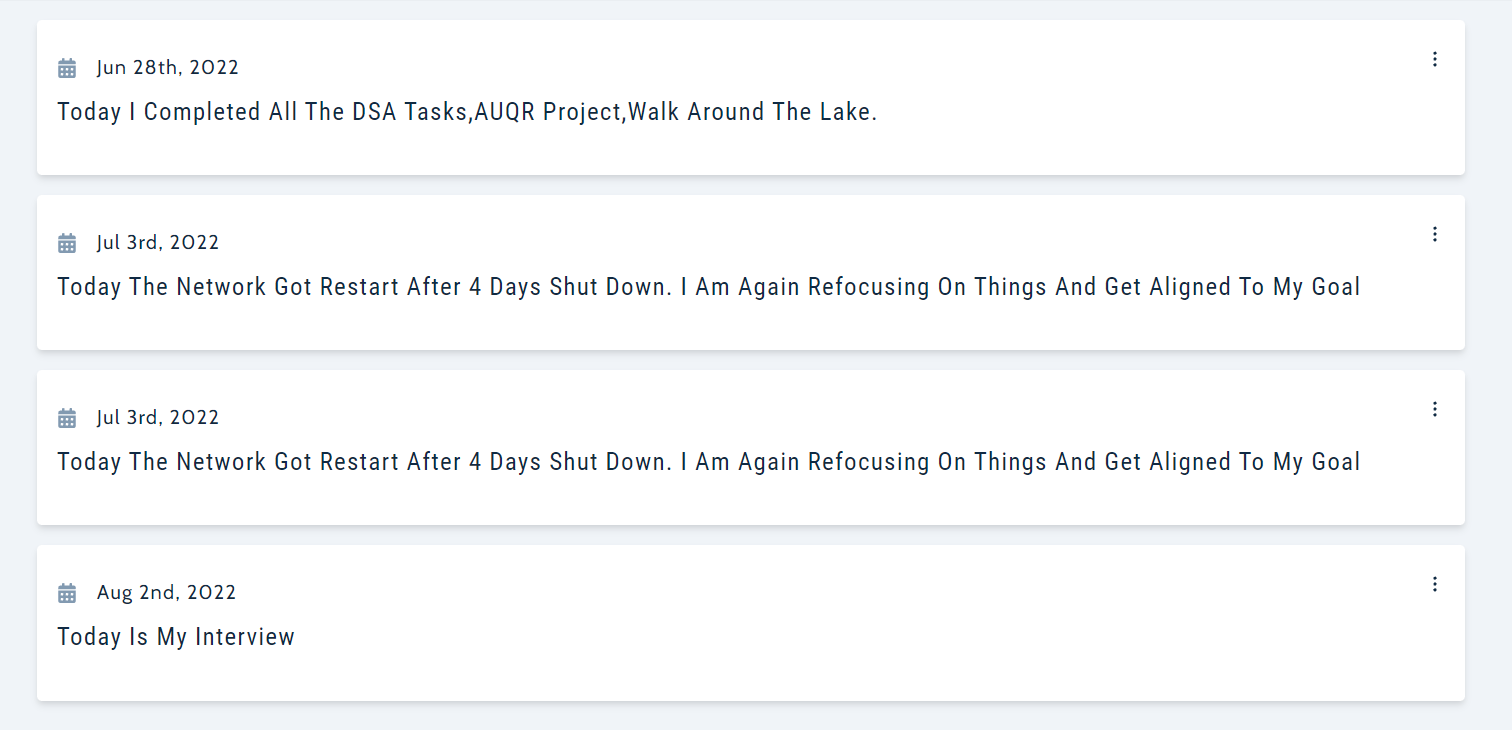 Jun 28th, 2022
Today I Completed All The DSA Tasks,AUQR Project,Walk Around The Lake.
Jul 3rd, 2022
Today The Network Got Restart After 4 Days Shut Down. I Am Again Refocusing On Things And Get Aligned To My Goal
Jul 3rd, 2022
Today The Network Got Restart After 4 Days Shut Down. I Am Again Refocusing On Things And Get Aligned To My Goal
Aug 2nd, 2022
Today Is My Interview